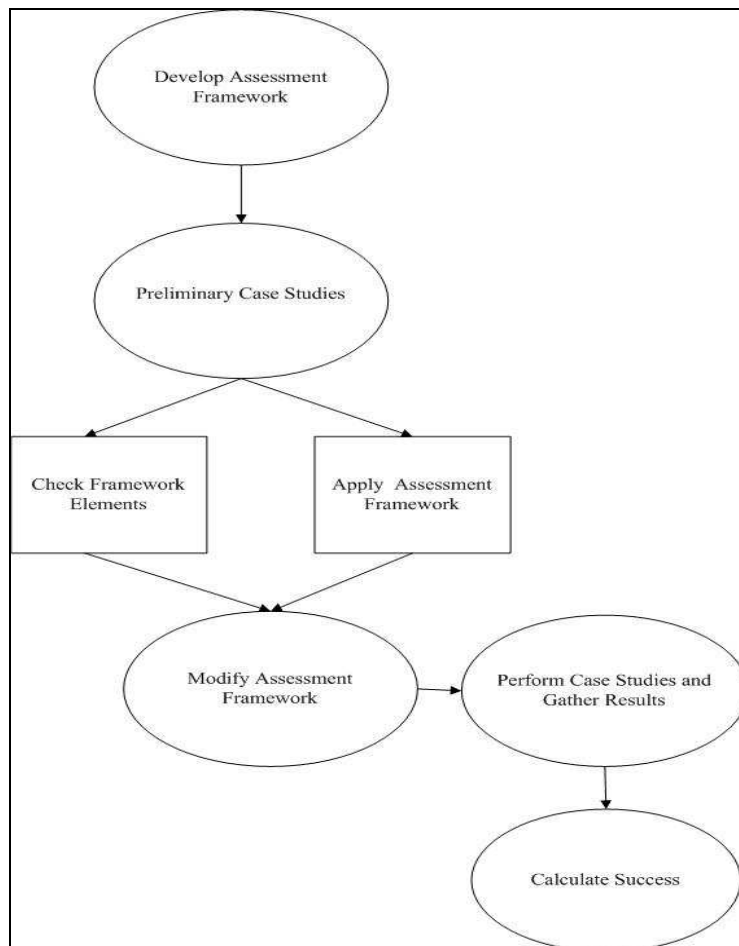 Develop Assessment
Framework
Preliminary Case Studies
Check Framework
Elements
Apply Assessment
Framework
Modify Assessment
Framework
Perform Case Studies and
Gather Results
Calculate Success